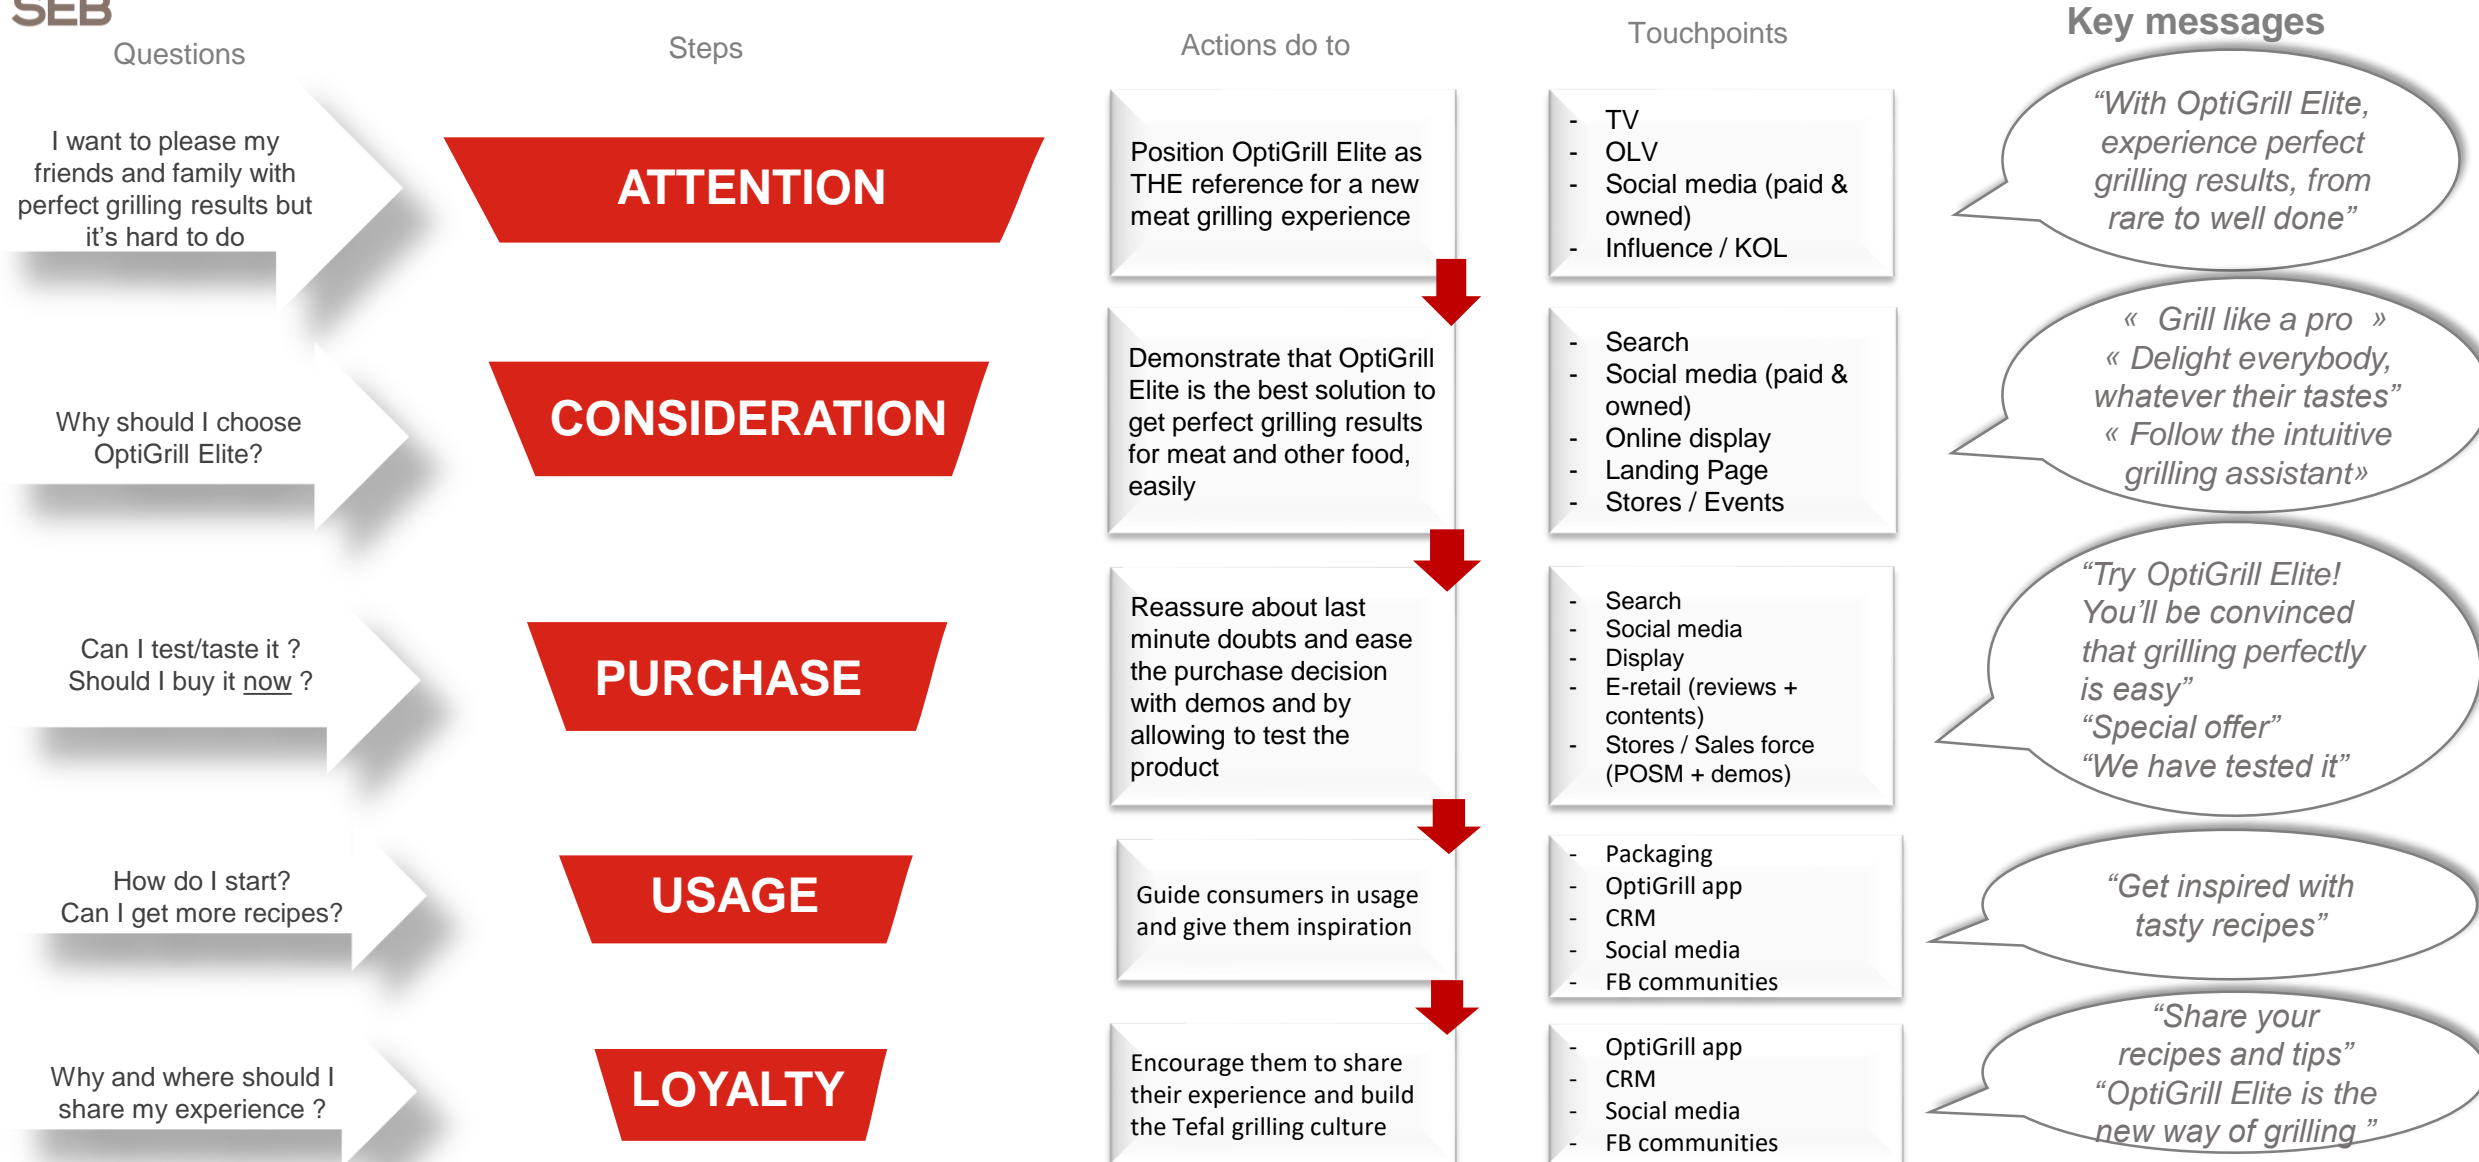 SEB
Questions
Steps
Actions do to
Touchpoints
Key messages
I want to please my
friends and family with
perfect grilling results but
it's hard to do
ATTENTION
Position OptiGrill Elite as
THE reference for a new
meat grilling experience
- TV
- OLV
- Social media (paid &
owned)
- Influence / KOL
“With OptiGrill Elite,
experience perfect
grilling results, from
rare to well done”
Why should I choose
OptiGrill Elite?
CONSIDERATION
Demonstrate that OptiGrill
Elite is the best solution to
get perfect grilling results
for meat and other food,
easily
- Search
- Social media (paid &
owned)
- Online display
- Landing Page
- Stores / Events
« Grill like a pro »
« Delight everybody,
whatever their tastes”
« Follow the intuitive
grilling assistant»
Can I test/taste it ?
Should I buy it now ?
PURCHASE
Reassure about last
minute doubts and ease
the purchase decision
with demos and by
allowing to test the
product
- Search
- Social media
- Display
- E-retail (reviews +
contents)
- Stores / Sales force
(POSM + demos)
“Try OptiGrill Elite!
You’ll be convinced
that grilling perfectly
is easy”
“Special offer”
“We have tested it”
How do I start?
Can I get more recipes?
USAGE
Guide consumers in usage
and give them inspiration
- Packaging
- OptiGrill app
- CRM
- Social media
- FB communities
“Get inspired with
tasty recipes”
Why and where should I
share my experience ?
LOYALTY
Encourage them to share
their experience and build
the Tefal grilling culture
- OptiGrill app
- CRM
- Social media
- FB communities
“Share your
recipes and tips”
“OptiGrill Elite is the
new way of grilling ”